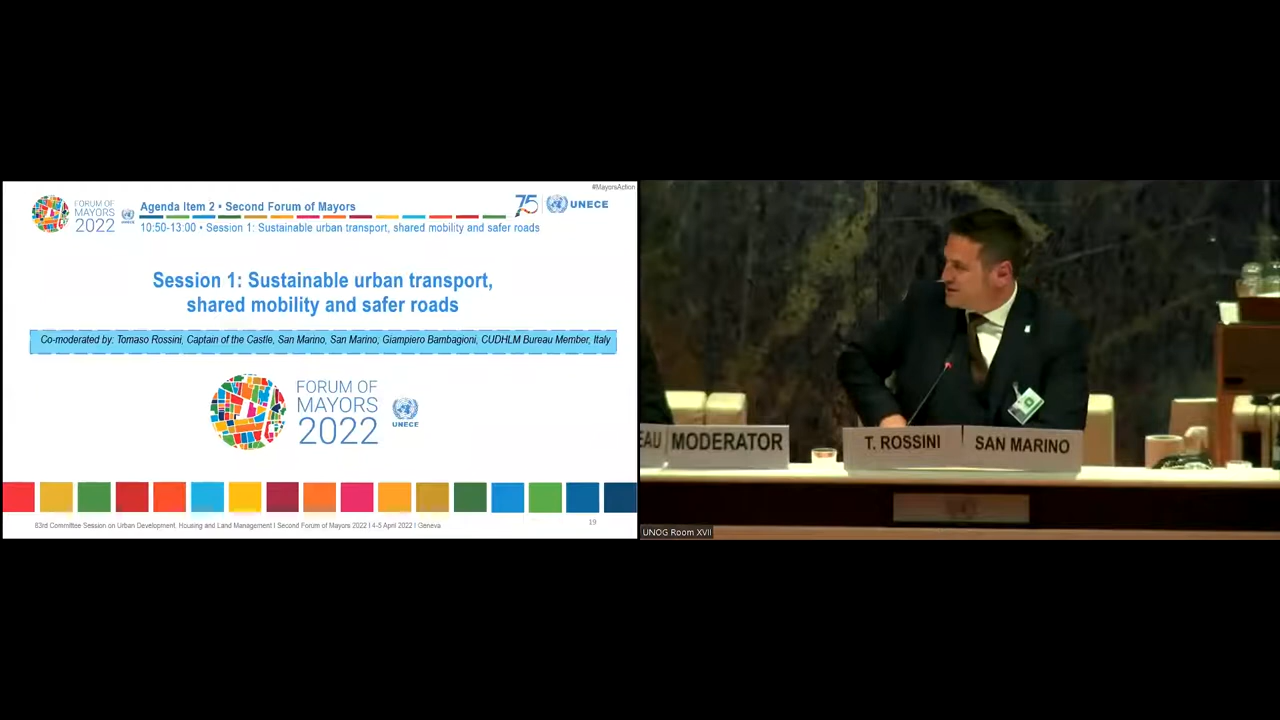 #MayorsAction
FORUM OF
MAYORS
2022
UNECE
Agenda Item 2 • Second Forum of Mayors
75
UNECE
10:50-13:00 • Session 1: Sustainable urban transport, shared mobility and safer roads
Session 1: Sustainable urban transport,
shared mobility and safer roads
Co-moderated by: Tomaso Rossini, Captain of the Castle, San Marino, San Marino; Giampiero Bambagioni, CUDHLM Bureau Member, Italy
FORUM OF
MAYORS
2022
UNECE
83rd Committee Session on Urban Development, Housing and Land Management I Second Forum of Mayors 2022 I 4-5 April 2022 I Geneva
19
EAU MODERATOR
T. ROSSINI SAN MARINO
UNOG Room XVII